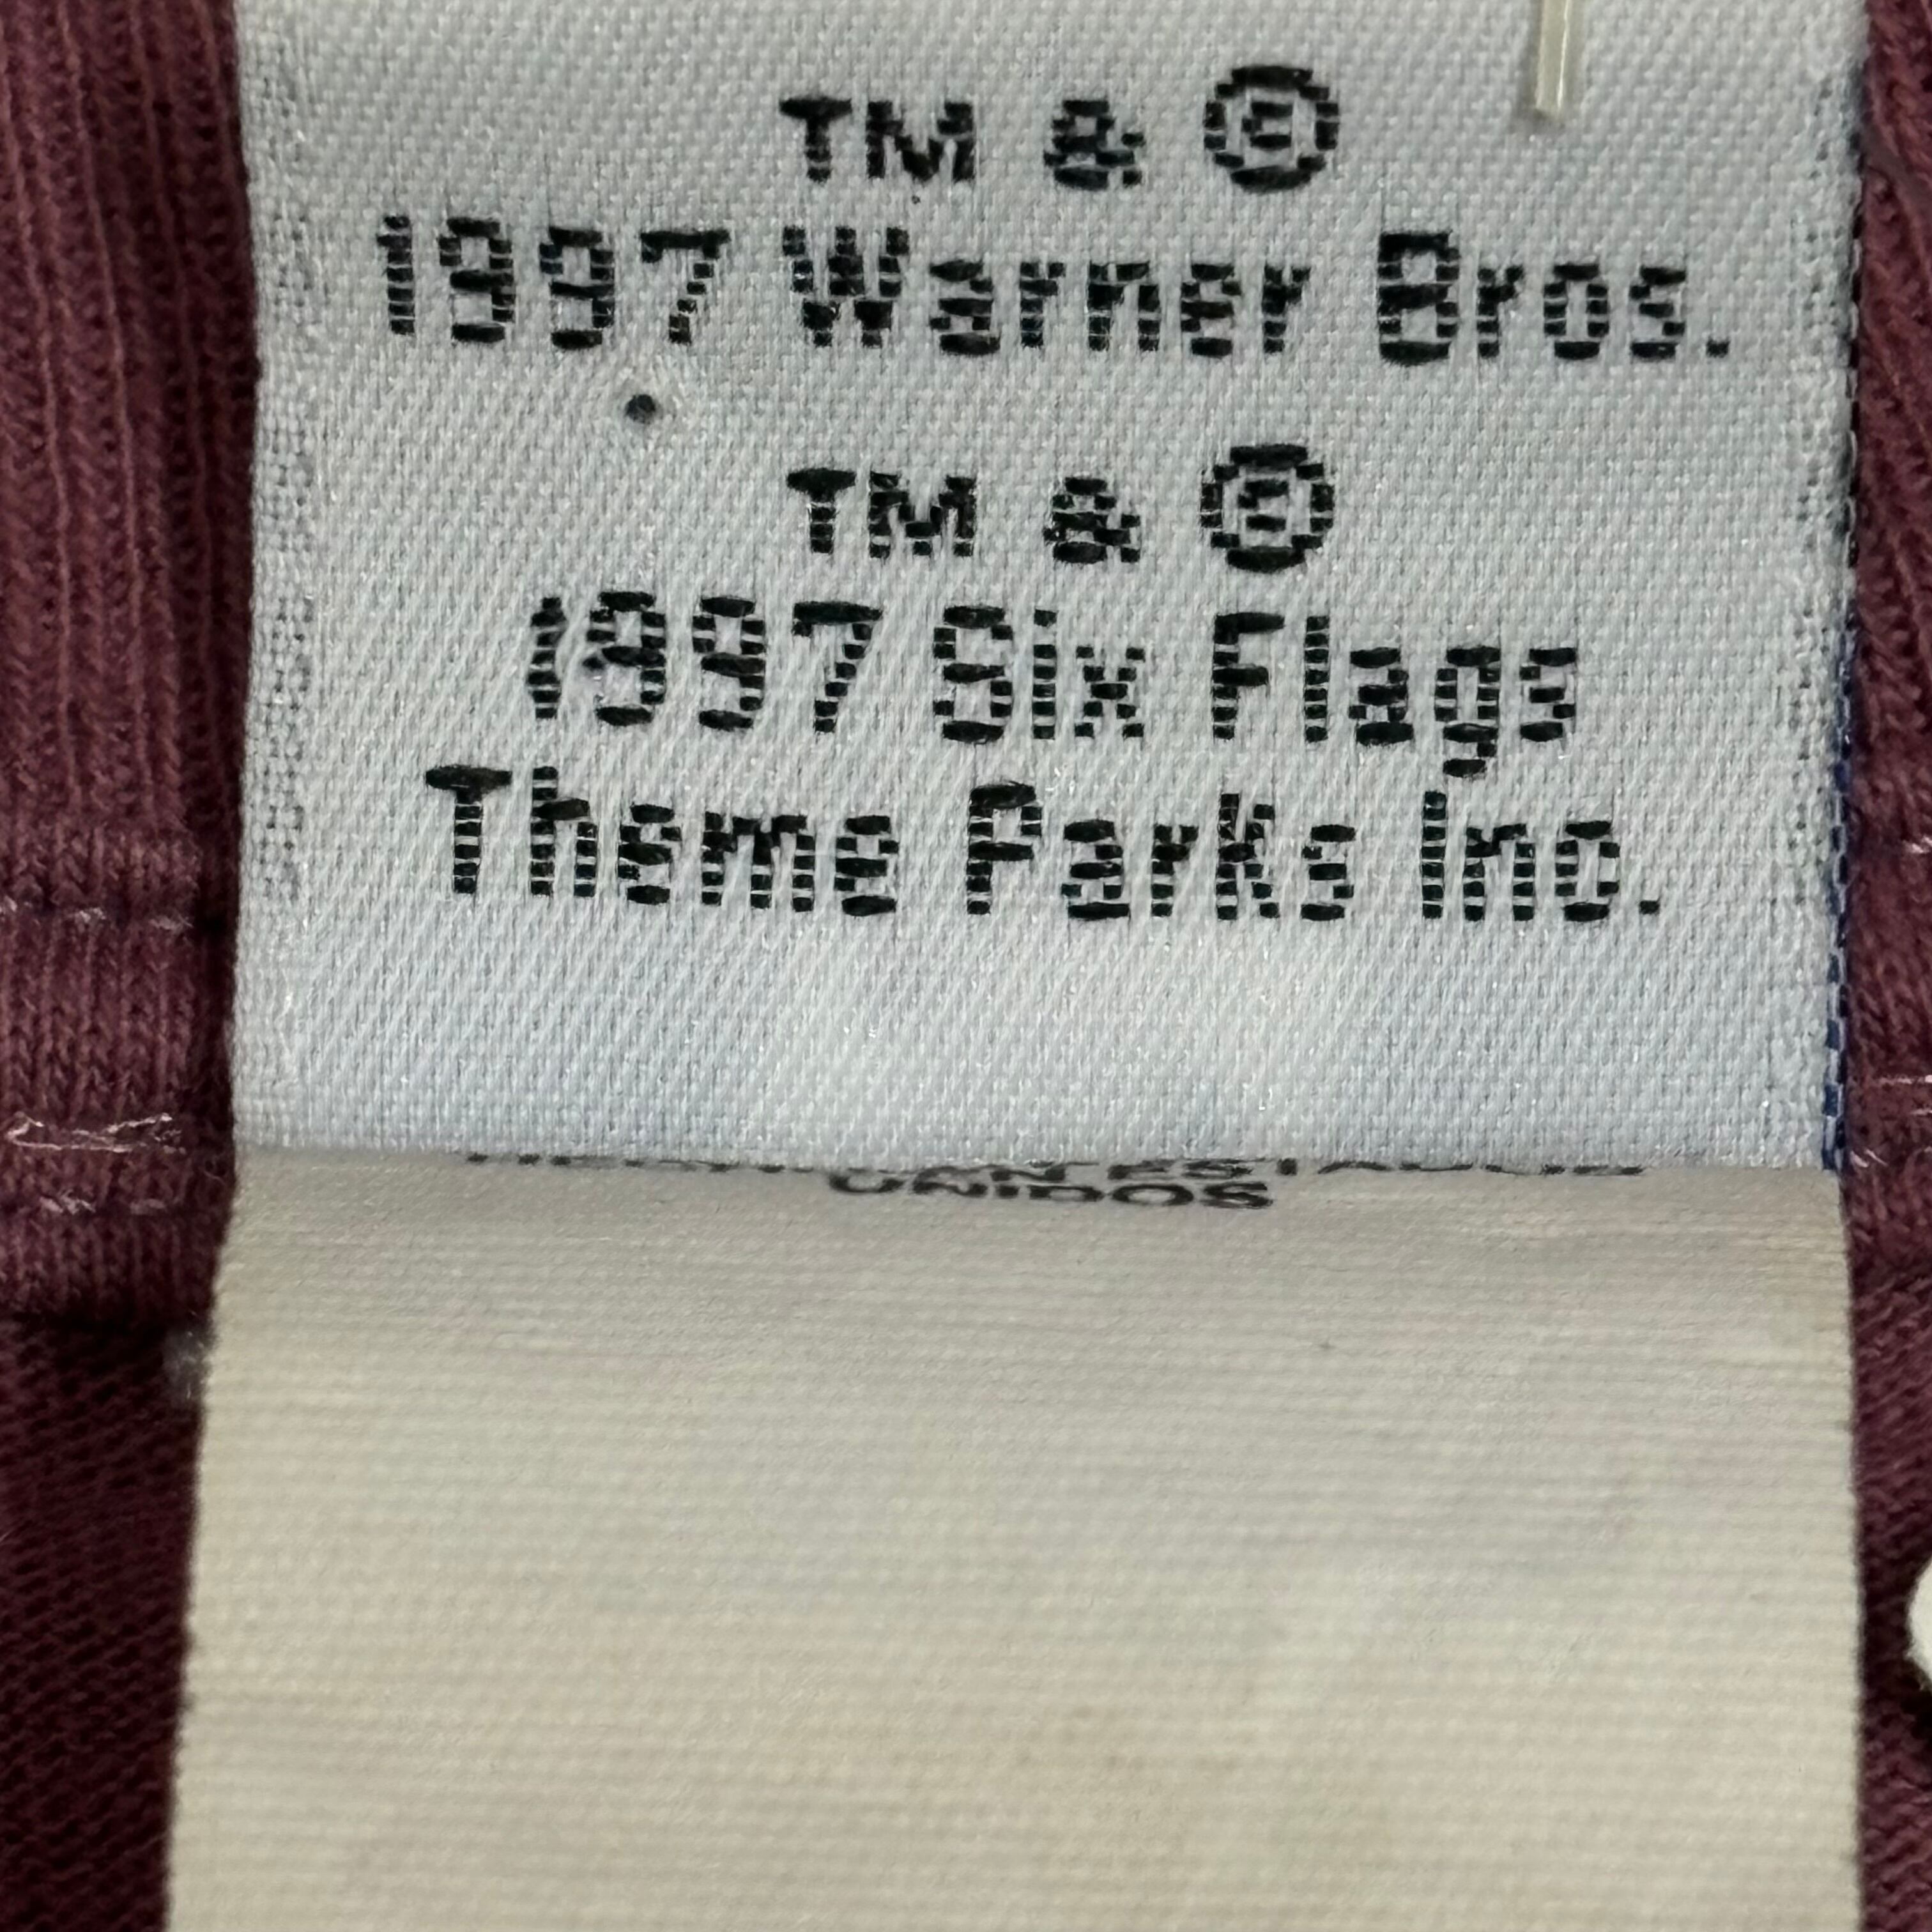 TM & ©
1997 Warner Bros.
TM & ©
1997 Six Flags
Theme Parks Inc.
UNIDOS